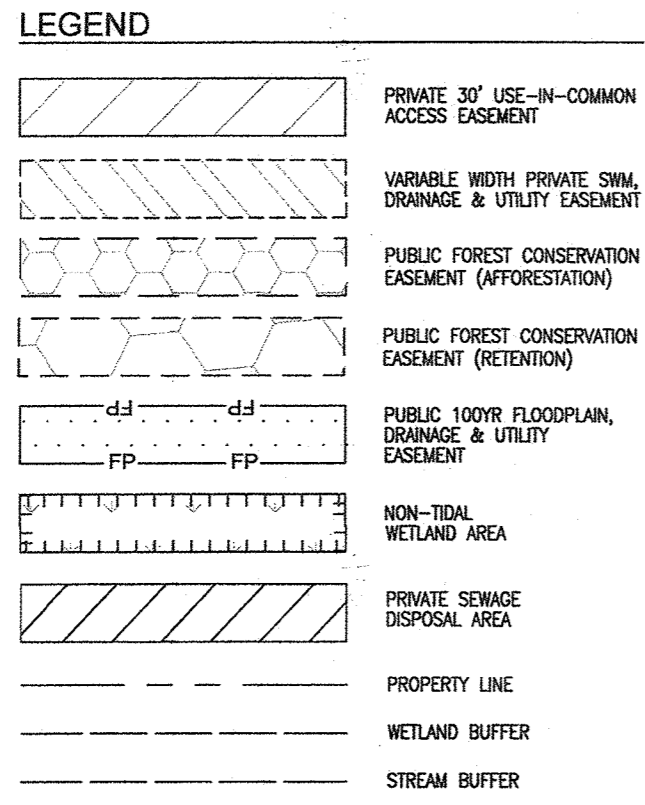 LEGEND
PRIVATE 30' USE-IN-COMMON
ACCESS EASEMENT
VARIABLE WIDTH PRIVATE SWM,
DRAINAGE & UTILITY EASEMENT
PUBLIC FOREST CONSERVATION
EASEMENT (AFFORESTATION)
PUBLIC FOREST CONSERVATION
EASEMENT (RETENTION)
FP FP
FP FP
PUBLIC 100YR FLOODPLAIN,
DRAINAGE & UTILITY
EASEMENT
NON-TIDAL
WETLAND AREA
PRIVATE SEWAGE
DISPOSAL AREA
PROPERTY LINE
WETLAND BUFFER
STREAM BUFFER